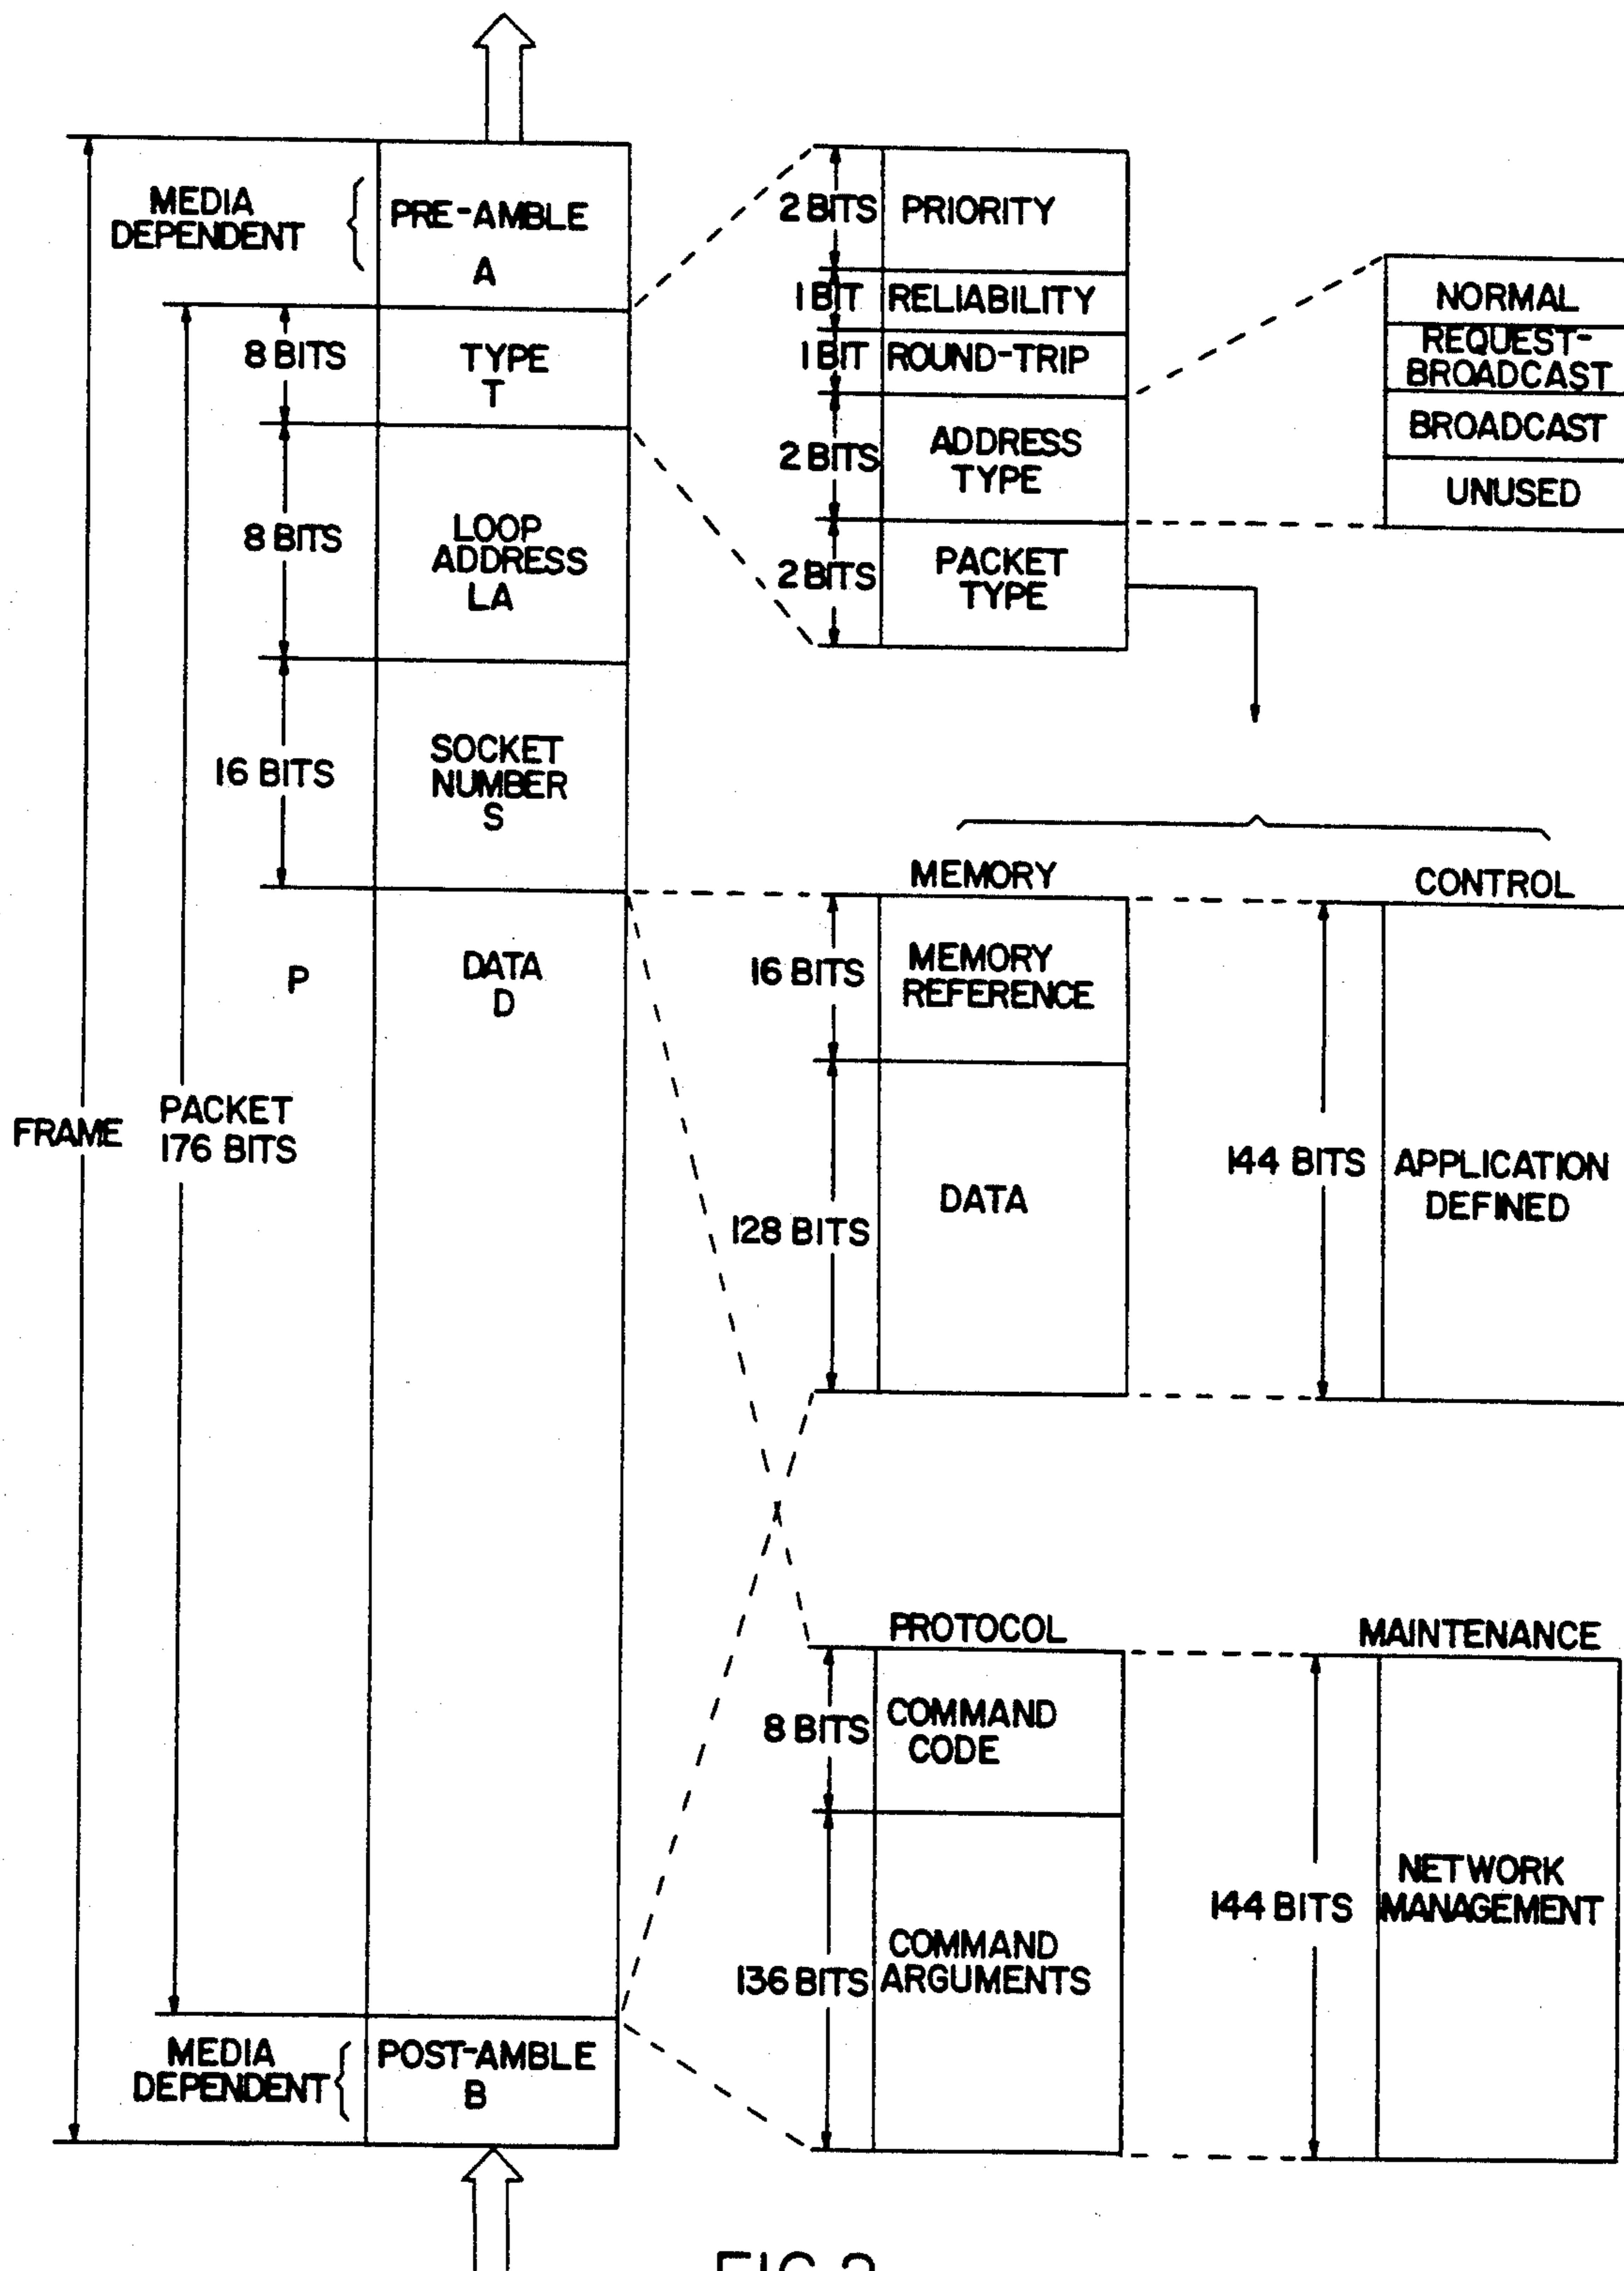 MEDIA
DEPENDENT
PRE-AMBLE
A
8 BITS
TYPE
T
8 BITS
LOOP
ADDRESS
LA
16 BITS
SOCKET
NUMBER
S
P
DATA
D
FRAME
PACKET
176 BITS
MEDIA
DEPENDENT
POST-AMBLE
B
2 BITS
PRIORITY
1 BIT
RELIABILITY
1 BIT
ROUND-TRIP
2 BITS
ADDRESS
TYPE
2 BITS
PACKET
TYPE
NORMAL
REQUEST-
BROADCAST
BROADCAST
UNUSED
MEMORY
16 BITS
MEMORY
REFERENCE
128 BITS
DATA
CONTROL
144 BITS
APPLICATION
DEFINED
PROTOCOL
8 BITS
COMMAND
CODE
136 BITS
COMMAND
ARGUMENTS
MAINTENANCE
144 BITS
NETWORK
MANAGEMENT